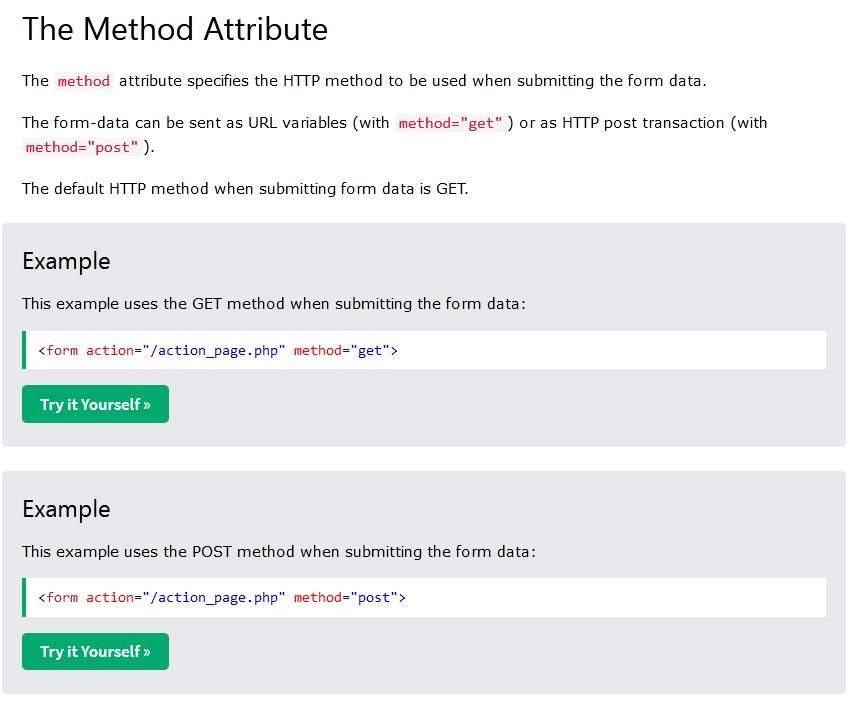 The Method Attribute
The method attribute specifies the HTTP method to be used when submitting the form data.
The form-data can be sent as URL variables (with method="get" ) or as HTTP post transaction (with
method="post" ).
The default HTTP method when submitting form data is GET.
Example
This example uses the GET method when submitting the form data:
<form action="/action_page.php" method="get">
Try it Yourself »
Example
This example uses the POST method when submitting the form data:
<form action="/action_page.php" method="post">
Try it Yourself »